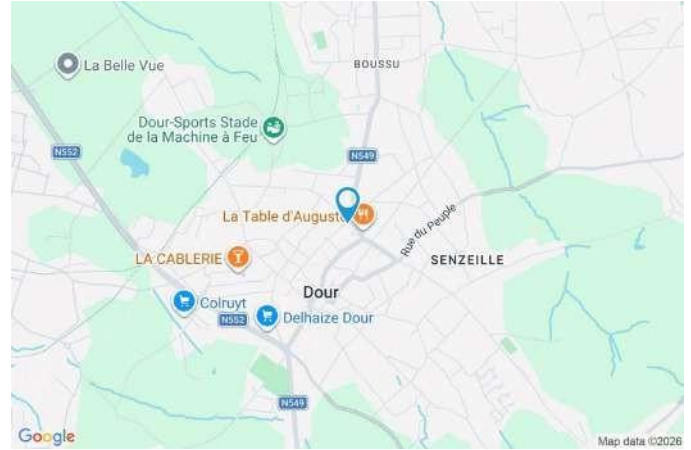 BOUSSU
La Belle Vue
Dour-Sports Stade
de la Machine à Feu
N552
N549
La Table d'Auguste
Rue du Peuple
LA CABLERIE
SENZEILLE
Dour
Colruyt
N552
Delhaize Dour
N549
Google
Map data ©2026